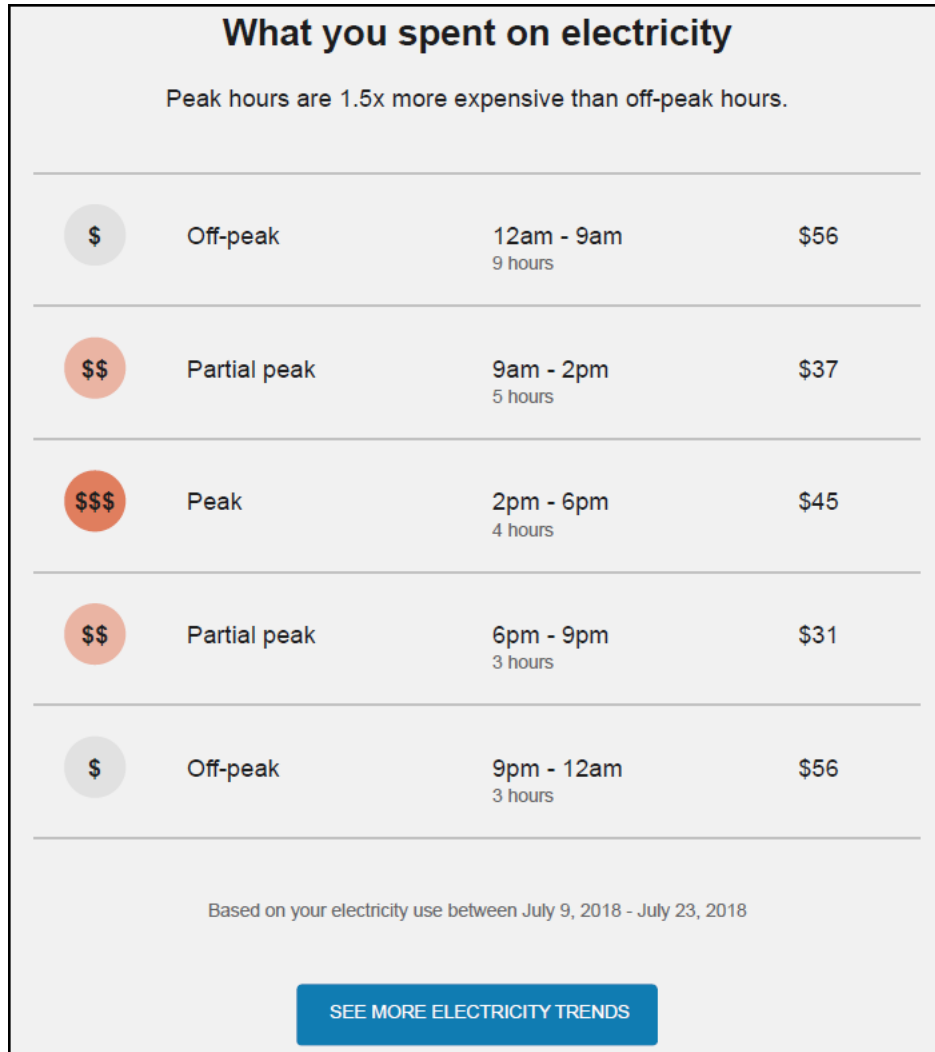 What you spent on electricity
Peak hours are 1.5x more expensive than off-peak hours.
$ Off-peak 12am - 9am $56
9 hours
$$ Partial peak 9am - 2pm $37
5 hours
$$$ Peak 2pm - 6pm $45
4 hours
$$ Partial peak 6pm - 9pm $31
3 hours
$ Off-peak 9pm - 12am $56
3 hours
Based on your electricity use between July 9, 2018 - July 23, 2018
SEE MORE ELECTRICITY TRENDS